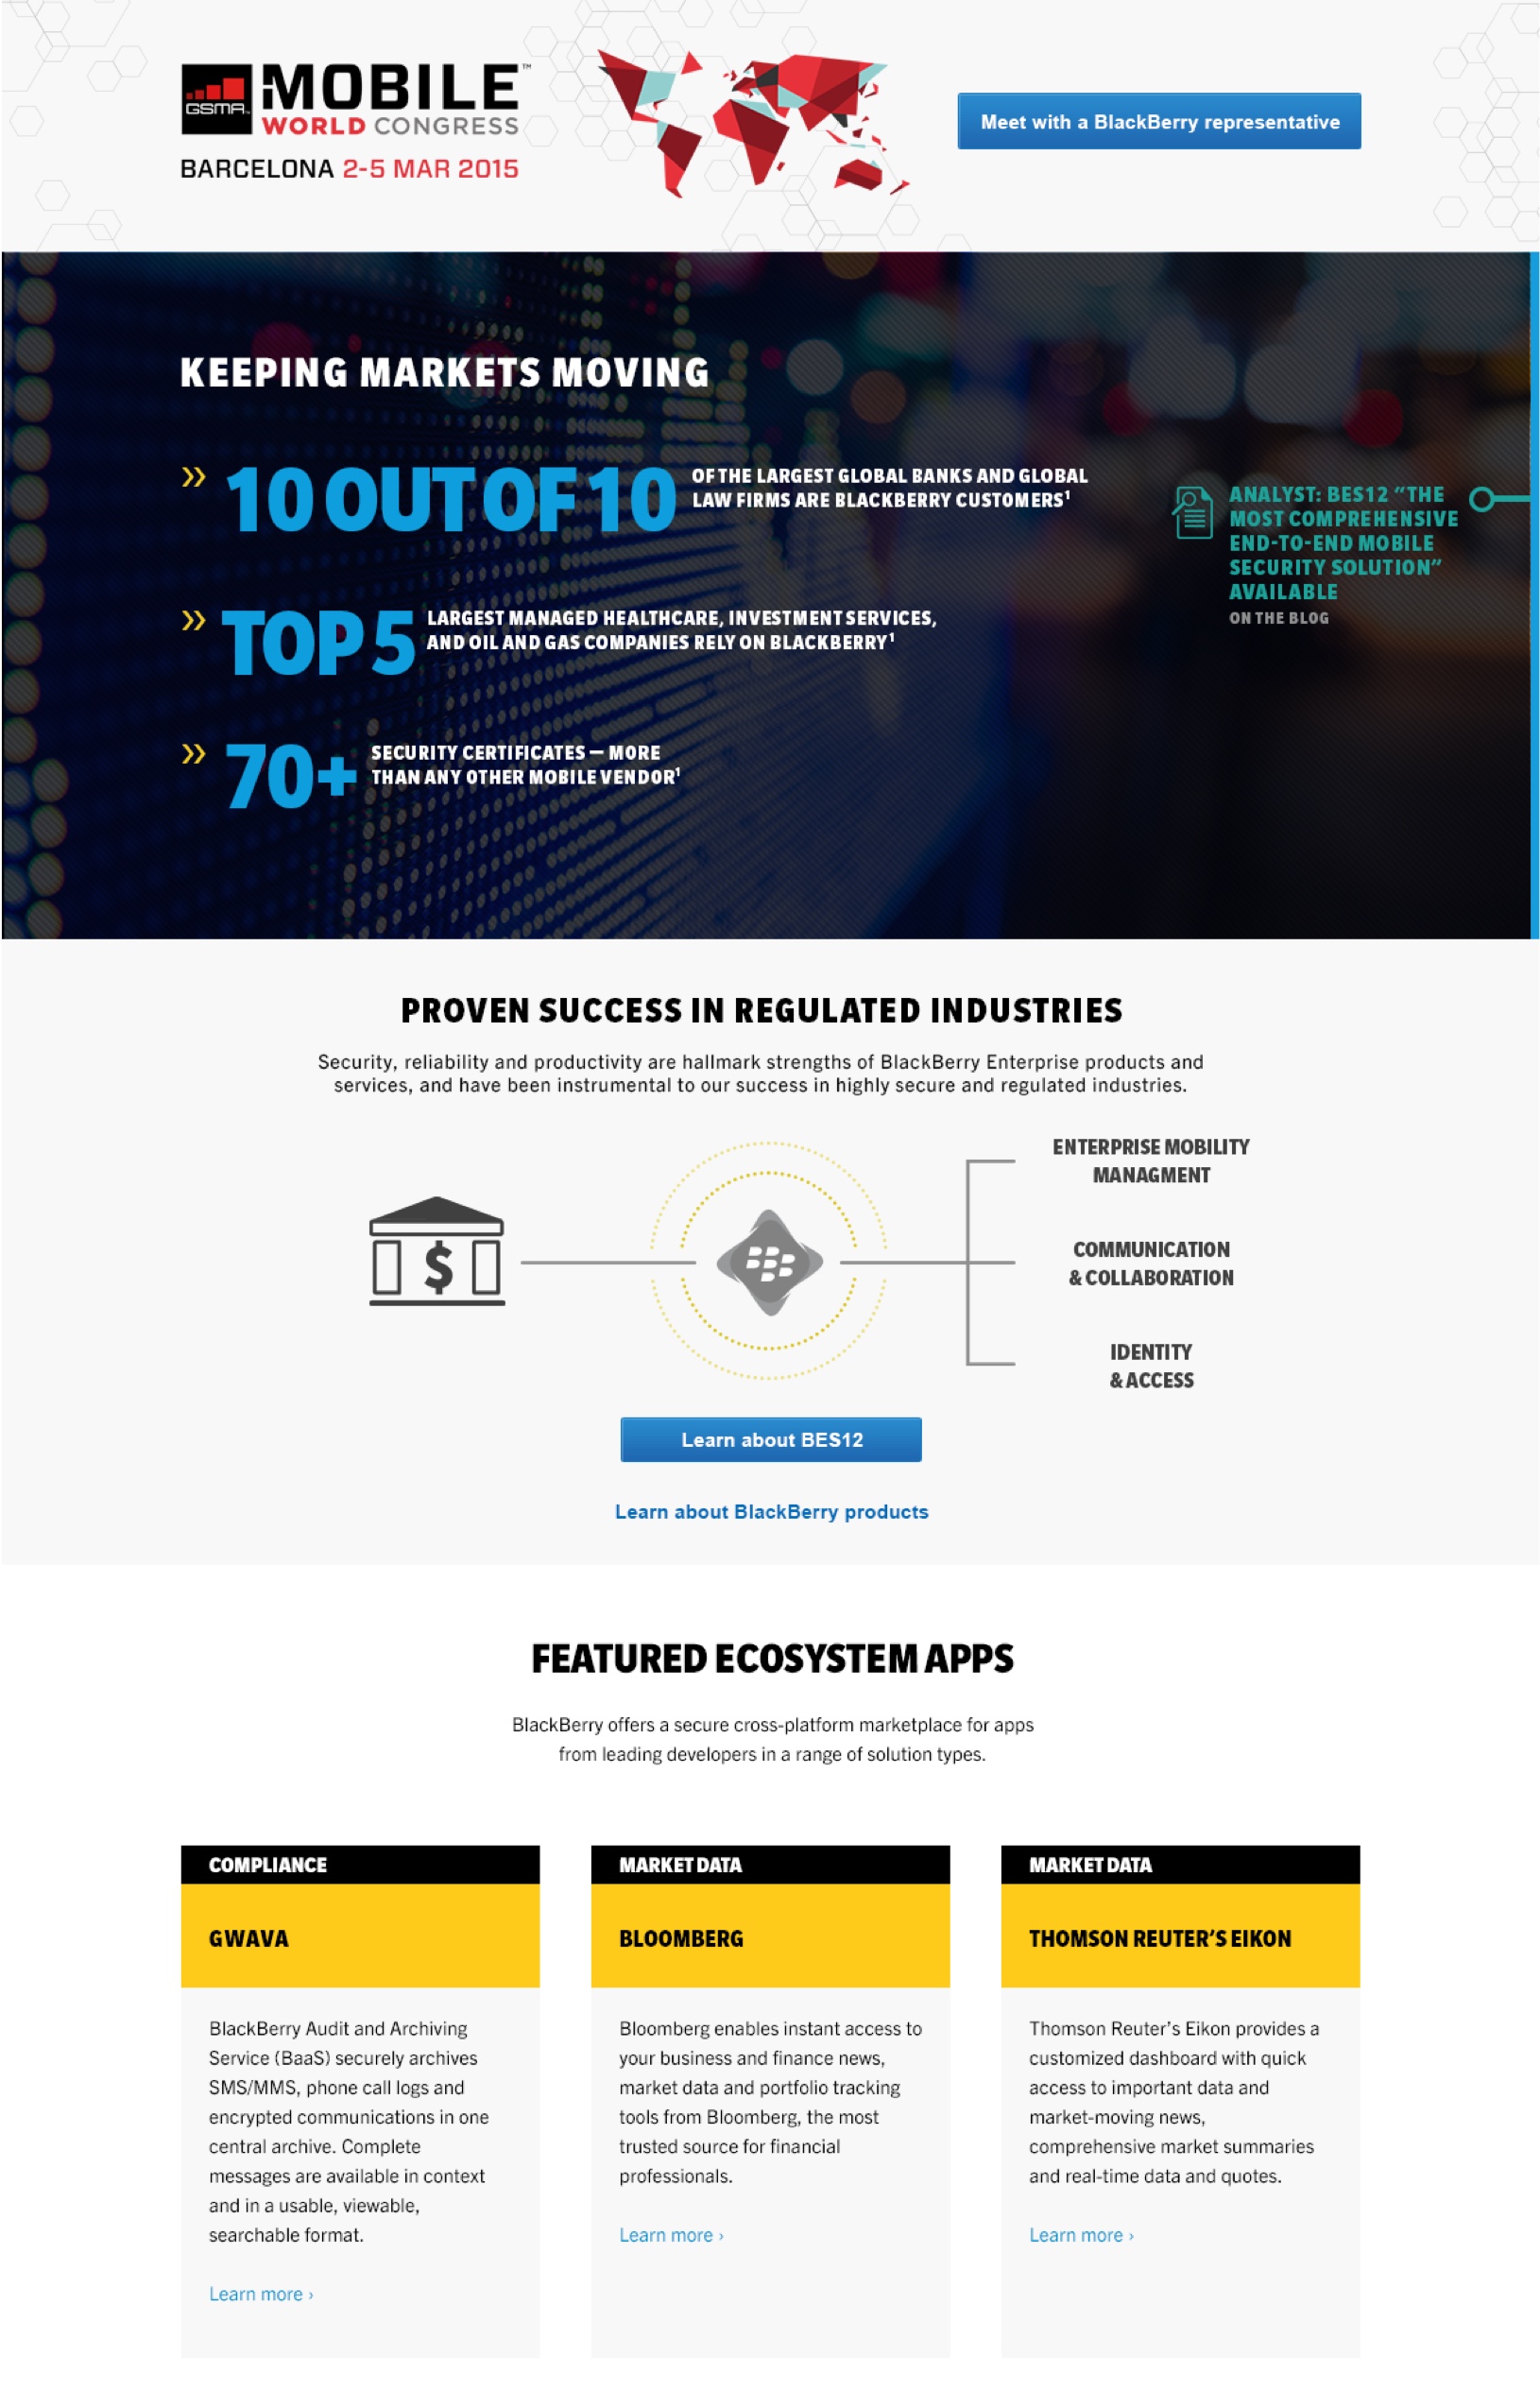 GSMA
MOBILE™
WORLD CONGRESS
BARCELONA 2-5 MAR 2015
Meet with a BlackBerry representative
KEEPING MARKETS MOVING
» 10 OUT OF 10
OF THE LARGEST GLOBAL BANKS AND GLOBAL
LAW FIRMS ARE BLACKBERRY CUSTOMERS¹
» TOP 5
LARGEST MANAGED HEALTHCARE, INVESTMENT SERVICES,
AND OIL AND GAS COMPANIES RELY ON BLACKBERRY¹
» 70+
SECURITY CERTIFICATES — MORE
THAN ANY OTHER MOBILE VENDOR¹
ANALYST: BES12 "THE
MOST COMPREHENSIVE
END-TO-END MOBILE
SECURITY SOLUTION"
AVAILABLE
ON THE BLOG
PROVEN SUCCESS IN REGULATED INDUSTRIES
Security, reliability and productivity are hallmark strengths of BlackBerry Enterprise products and
services, and have been instrumental to our success in highly secure and regulated industries.
$
ENTERPRISE MOBILITY
MANAGMENT
COMMUNICATION
& COLLABORATION
IDENTITY
& ACCESS
Learn about BES12
Learn about BlackBerry products
FEATURED ECOSYSTEM APPS
BlackBerry offers a secure cross-platform marketplace for apps
from leading developers in a range of solution types.
COMPLIANCE
GWAVA
BlackBerry Audit and Archiving
Service (BaaS) securely archives
SMS/MMS, phone call logs and
encrypted communications in one
central archive. Complete
messages are available in context
and in a usable, viewable,
searchable format.
Learn more ›
MARKET DATA
BLOOMBERG
Bloomberg enables instant access to
your business and finance news,
market data and portfolio tracking
tools from Bloomberg, the most
trusted source for financial
professionals.
Learn more ›
MARKET DATA
THOMSON REUTER'S EIKON
Thomson Reuter's Eikon provides a
customized dashboard with quick
access to important data and
market-moving news,
comprehensive market summaries
and real-time data and quotes.
Learn more ›